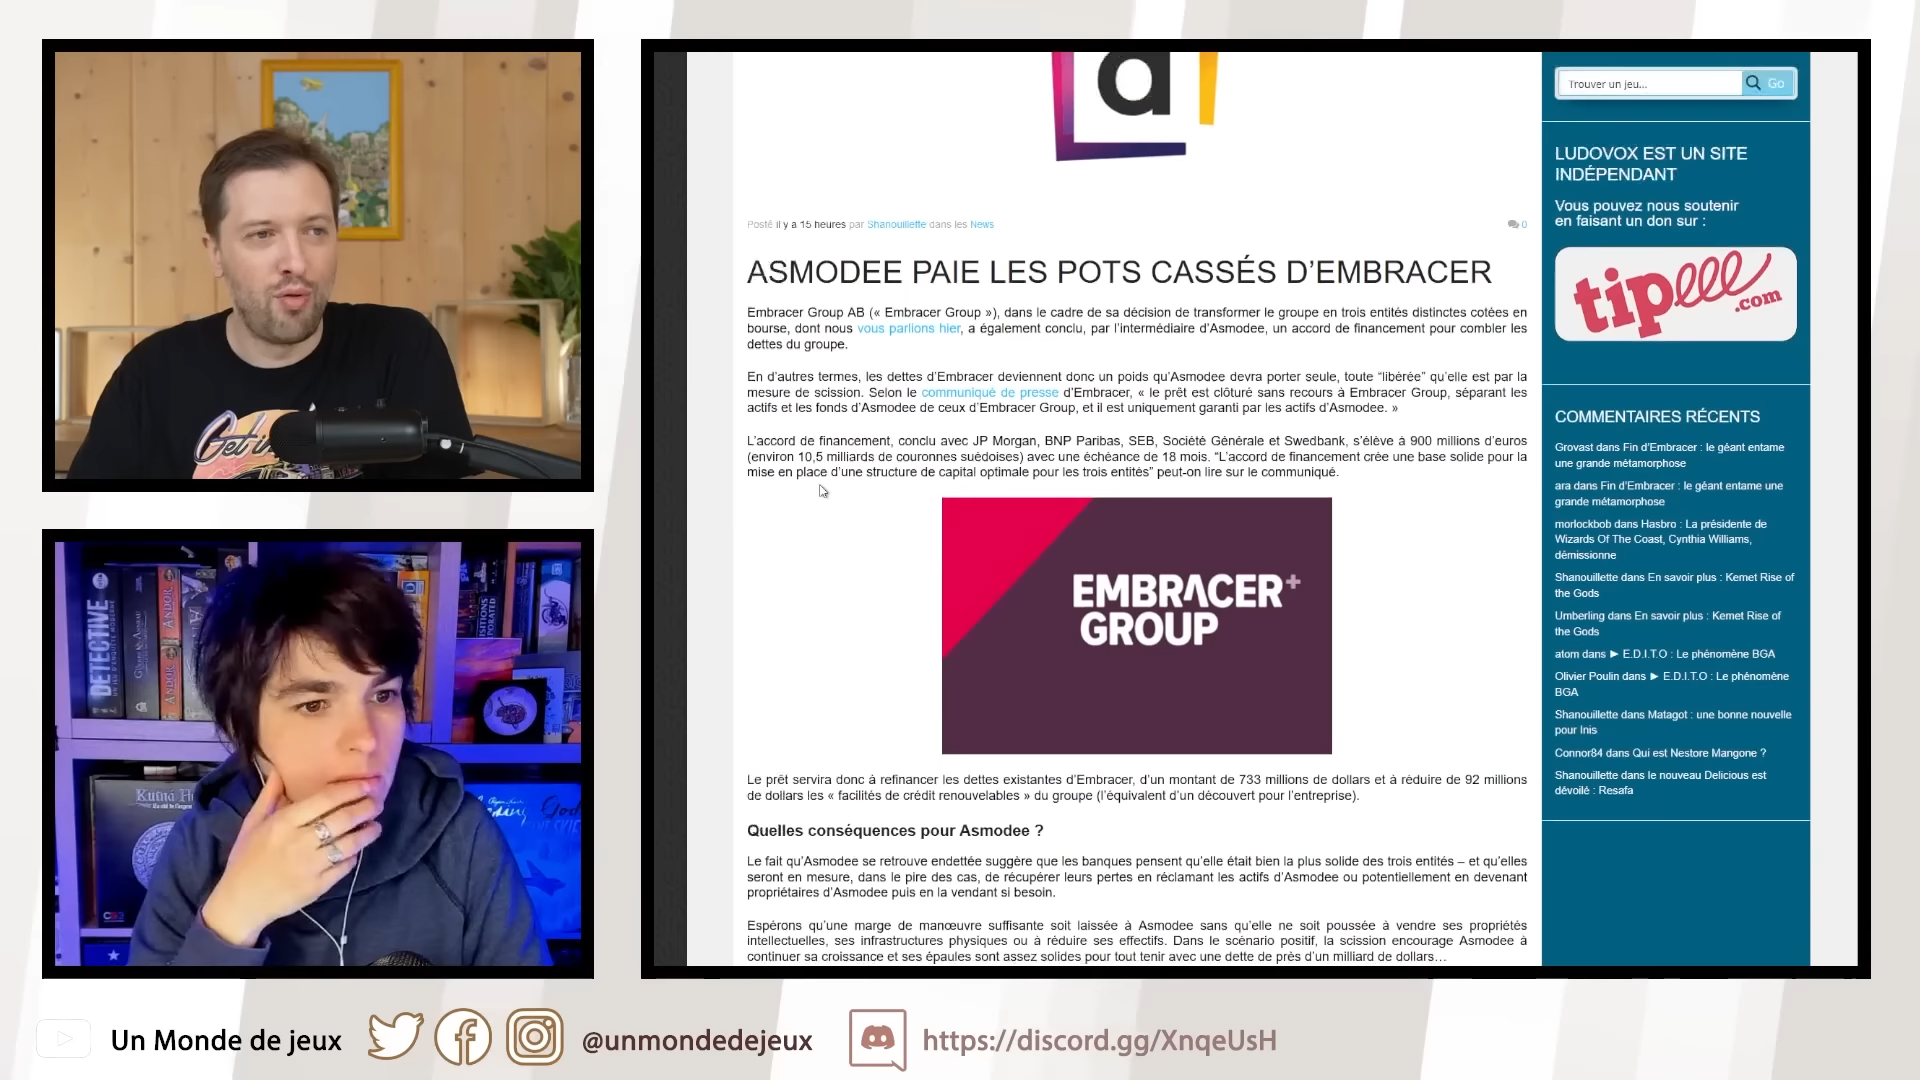 a
Trouver un jeu...
Go
Posté il y a 15 heures par Shanouillette dans les News
0
ASMODEE PAIE LES POTS CASSÉS D’EMBRACER
Embracer Group AB (« Embracer Group »), dans le cadre de sa décision de transformer le groupe en trois entités distinctes cotées en
bourse, dont nous vous parlions hier, a également conclu, par l’intermédiaire d’Asmodee, un accord de financement pour combler les
dettes du groupe.
En d’autres termes, les dettes d’Embracer deviennent donc un poids qu’Asmodee devra porter seule, toute “libérée” qu’elle est par la
mesure de scission. Selon le communiqué de presse d’Embracer, « le prêt est clôturé sans recours à Embracer Group, séparant les
actifs et les fonds d’Asmodee de ceux d’Embracer Group, et il est uniquement garanti par les actifs d’Asmodee. »
L’accord de financement, conclu avec JP Morgan, BNP Paribas, SEB, Société Générale et Swedbank, s’élève à 900 millions d’euros
(environ 10,5 milliards de couronnes suédoises) avec une échéance de 18 mois. “L’accord de financement crée une base solide pour la
mise en place d’une structure de capital optimale pour les trois entités” peut-on lire sur le communiqué.
EMBRACER+
GROUP
Le prêt servira donc à refinancer les dettes existantes d’Embracer, d’un montant de 733 millions de dollars et à réduire de 92 millions
de dollars les « facilités de crédit renouvelables » du groupe (l’équivalent d’un découvert pour l’entreprise).
Quelles conséquences pour Asmodee ?
Le fait qu’Asmodee se retrouve endettée suggère que les banques pensent qu’elle était bien la plus solide des trois entités – et qu’elles
seront en mesure, dans le pire des cas, de récupérer leurs pertes en réclamant les actifs d’Asmodee ou potentiellement en devenant
propriétaires d’Asmodee puis en la vendant si besoin.
Espérons qu’une marge de manœuvre suffisante soit laissée à Asmodee sans qu’elle ne soit poussée à vendre ses propriétés
intellectuelles, ses infrastructures physiques ou à réduire ses effectifs. Dans le scénario positif, la scission encourage Asmodee à
continuer sa croissance et ses épaules sont assez solides pour tout tenir avec une dette de près d’un milliard de dollars…
LUDOVOX EST UN SITE
INDÉPENDANT
Vous pouvez nous soutenir
en faisant un don sur :
tipeee
.com
COMMENTAIRES RÉCENTS
Grovast dans Fin d’Embracer : le géant entame
une grande métamorphose
ara dans Fin d’Embracer : le géant entame une
grande métamorphose
morlockbob dans Hasbro : La présidente de
Wizards Of The Coast, Cynthia Williams,
démissionne
Shanouillette dans En savoir plus : Kemet Rise of
the Gods
Umberling dans En savoir plus : Kemet Rise of
the Gods
atom dans ► E.D.I.T.O : Le phénomène BGA
Olivier Poulin dans ► E.D.I.T.O : Le phénomène
BGA
Shanouillette dans Matagot : une bonne nouvelle
pour Inis
Connor84 dans Qui est Nestore Mangone ?
Shanouillette dans le nouveau Delicious est
dévoilé : Resafa
Get in
DETECTIVE
ANDOR
ANDOR
Kutná
CGE
Un Monde de jeux
@unmondedejeux
https://discord.gg/XnqeUsH